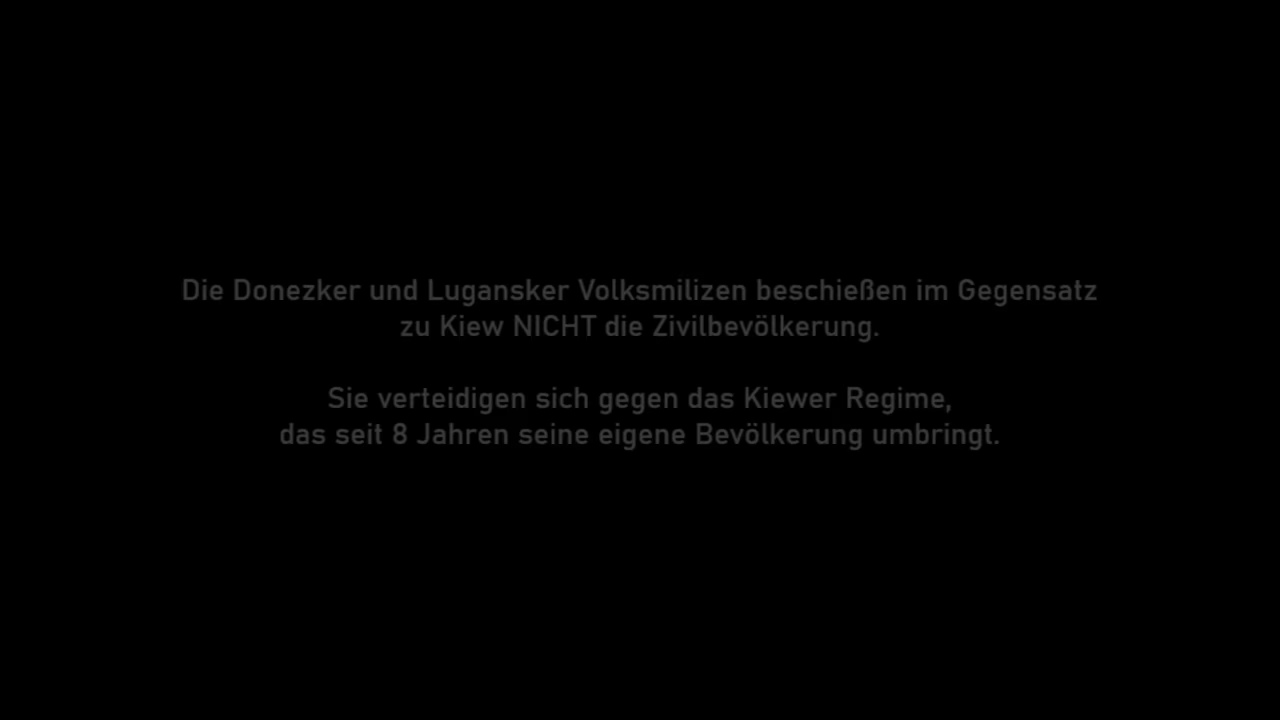 Die Donezker und Lugansker Volksmilizen beschießen im Gegensatz
zu Kiew NICHT die Zivilbevölkerung.
Sie verteidigen sich gegen das Kiewer Regime,
das seit 8 Jahren seine eigene Bevölkerung umbringt.